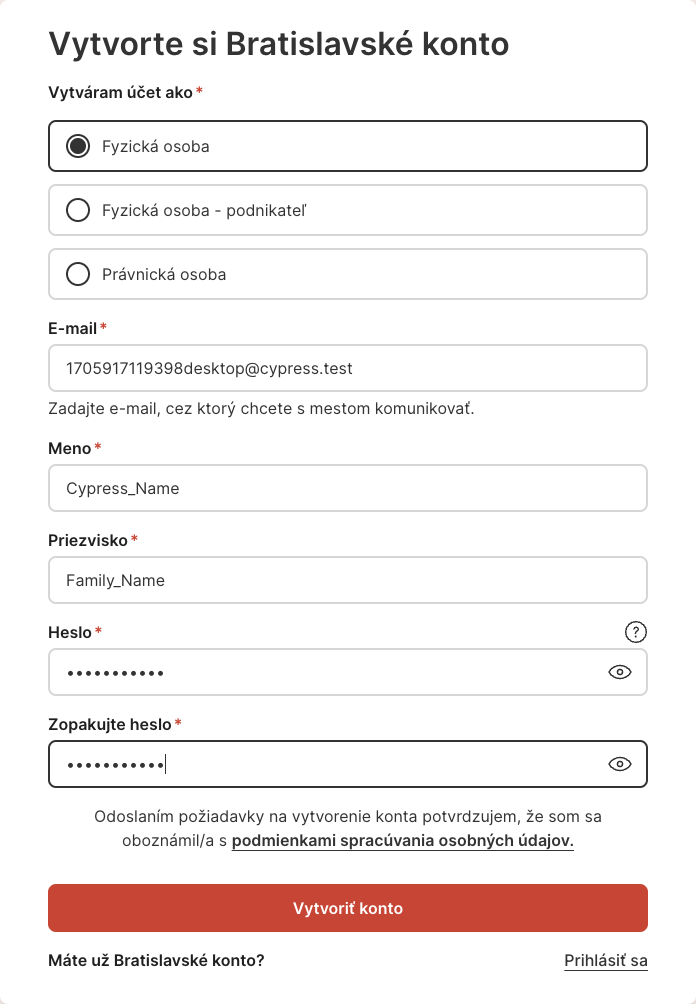 Vytvorte si Bratislavské konto
Vytváram účet ako*
Fyzická osoba
Fyzická osoba - podnikateľ
Právnická osoba
E-mail*
1705917119398desktop@cypress.test
Zadajte e-mail, cez ktorý chcete s mestom komunikovať.
Meno*
Cypress_Name
Priezvisko*
Family_Name
Heslo* ?
•••••••••••
Zopakujte heslo*
•••••••••••
Odoslaním požiadavky na vytvorenie konta potvrdzujem, že som sa
oboznámil/a s podmienkami spracúvania osobných údajov.
Vytvoriť konto
Máte už Bratislavské konto? Prihlásiť sa